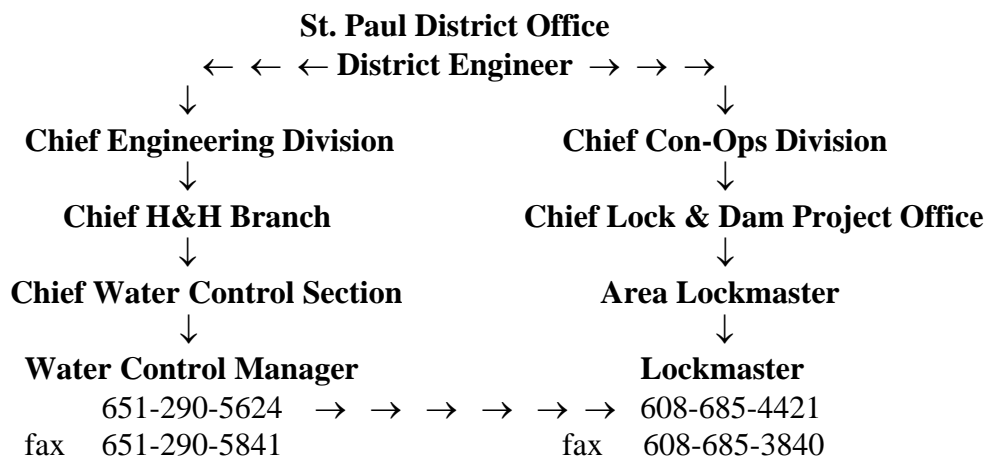 St. Paul District Office
← ← ← District Engineer → → →
↓ ↓
Chief Engineering Division Chief Con-Ops Division
↓ ↓
Chief H&H Branch Chief Lock & Dam Project Office
↓ ↓
Chief Water Control Section Area Lockmaster
↓ ↓
Water Control Manager Lockmaster
651-290-5624 → → → → → → 608-685-4421
fax 651-290-5841 fax 608-685-3840